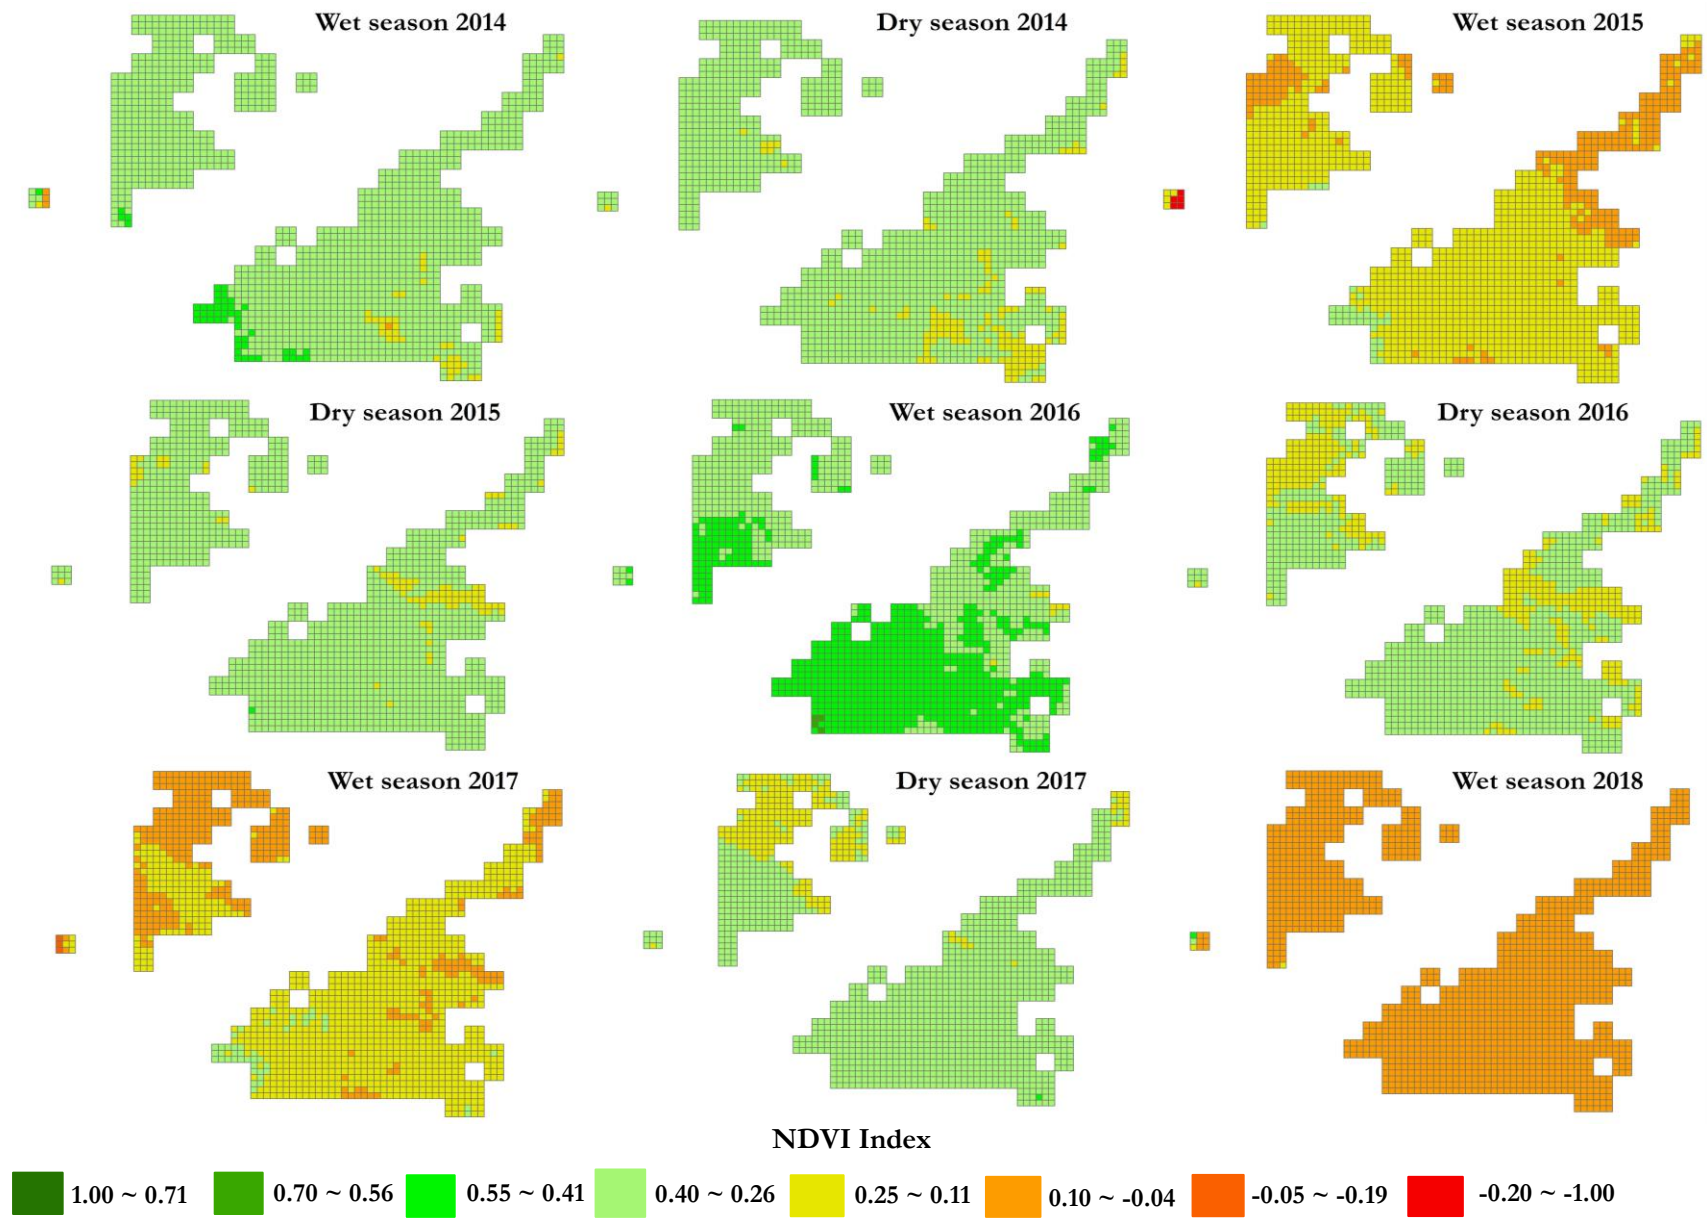 Wet season 2014
Dry season 2014
Wet season 2015
Dry season 2015
Wet season 2016
Dry season 2016
Wet season 2017
Dry season 2017
Wet season 2018
NDVI Index
1.00 ~ 0.71
0.70 ~ 0.56
0.55 ~ 0.41
0.40 ~ 0.26
0.25 ~ 0.11
0.10 ~ -0.04
-0.05 ~ -0.19
-0.20 ~ -1.00